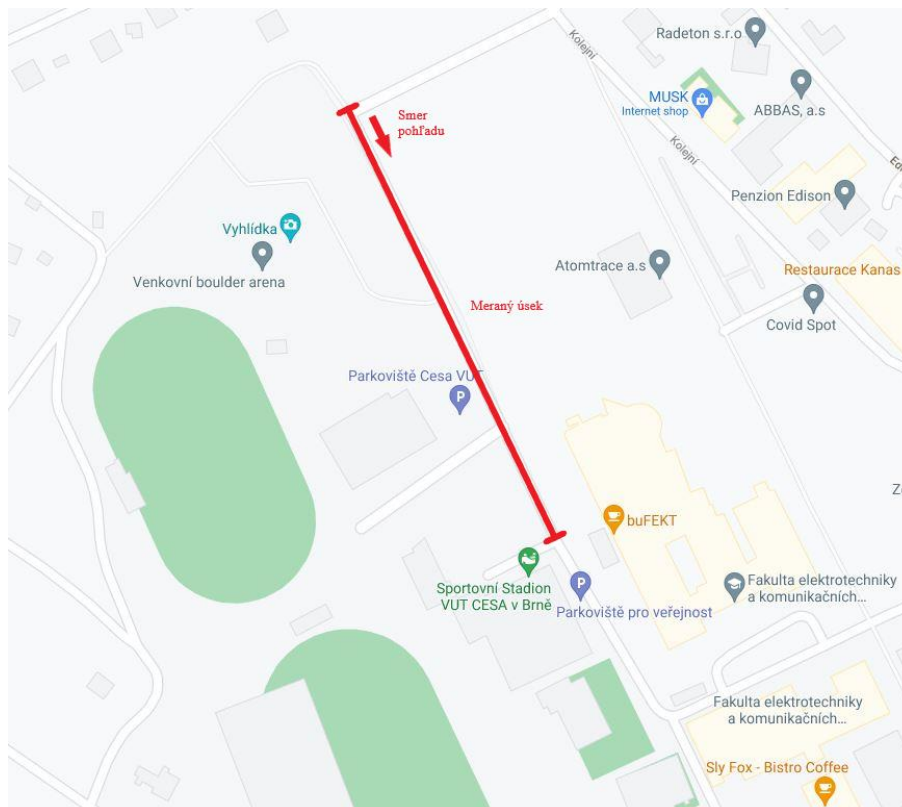 Radeton s.r.o
Kolejní
MUSK
Internet shop
ABBAS, a.s
Smer
pohľadu
Kolejní
Penzion Edison
Vyhlídka
Venkovní boulder arena
Atomtrace a.s
Restaurace Kanas
Meraný úsek
Covid Spot
Parkoviště Cesa VUT
P
buFEKT
Sportovní Stadion
VUT CESA v Brně
P
Parkoviště pro veřejnost
Fakulta elektrotechniky
a komunikačních...
Fakulta elektrotechniky
a komunikačních...
Sly Fox - Bistro Coffee